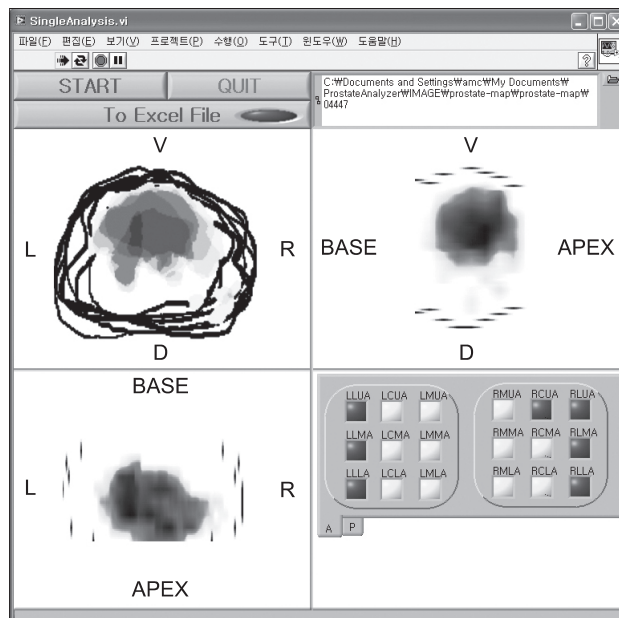 SingleAnalysis.vi
파일(F) 편집(E) 보기(V) 프로젝트(P) 수행(O) 도구(T) 윈도우(W) 도움말(H)
START QUIT
To Excel File
C:₩Documents and Settings₩amc₩My Documents₩
ProstateAnalyzer₩IMAGE₩prostate-map₩prostate-map₩
04447
V
L R
D
V
BASE APEX
D
BASE
L R
APEX
LLUA LCUA LMUA RMUA RCUA RLUA
LLMA LCMA LMMA RMMA RCMA RLMA
LLLA LCLA LMLA RMLA RCLA RLLA
A P